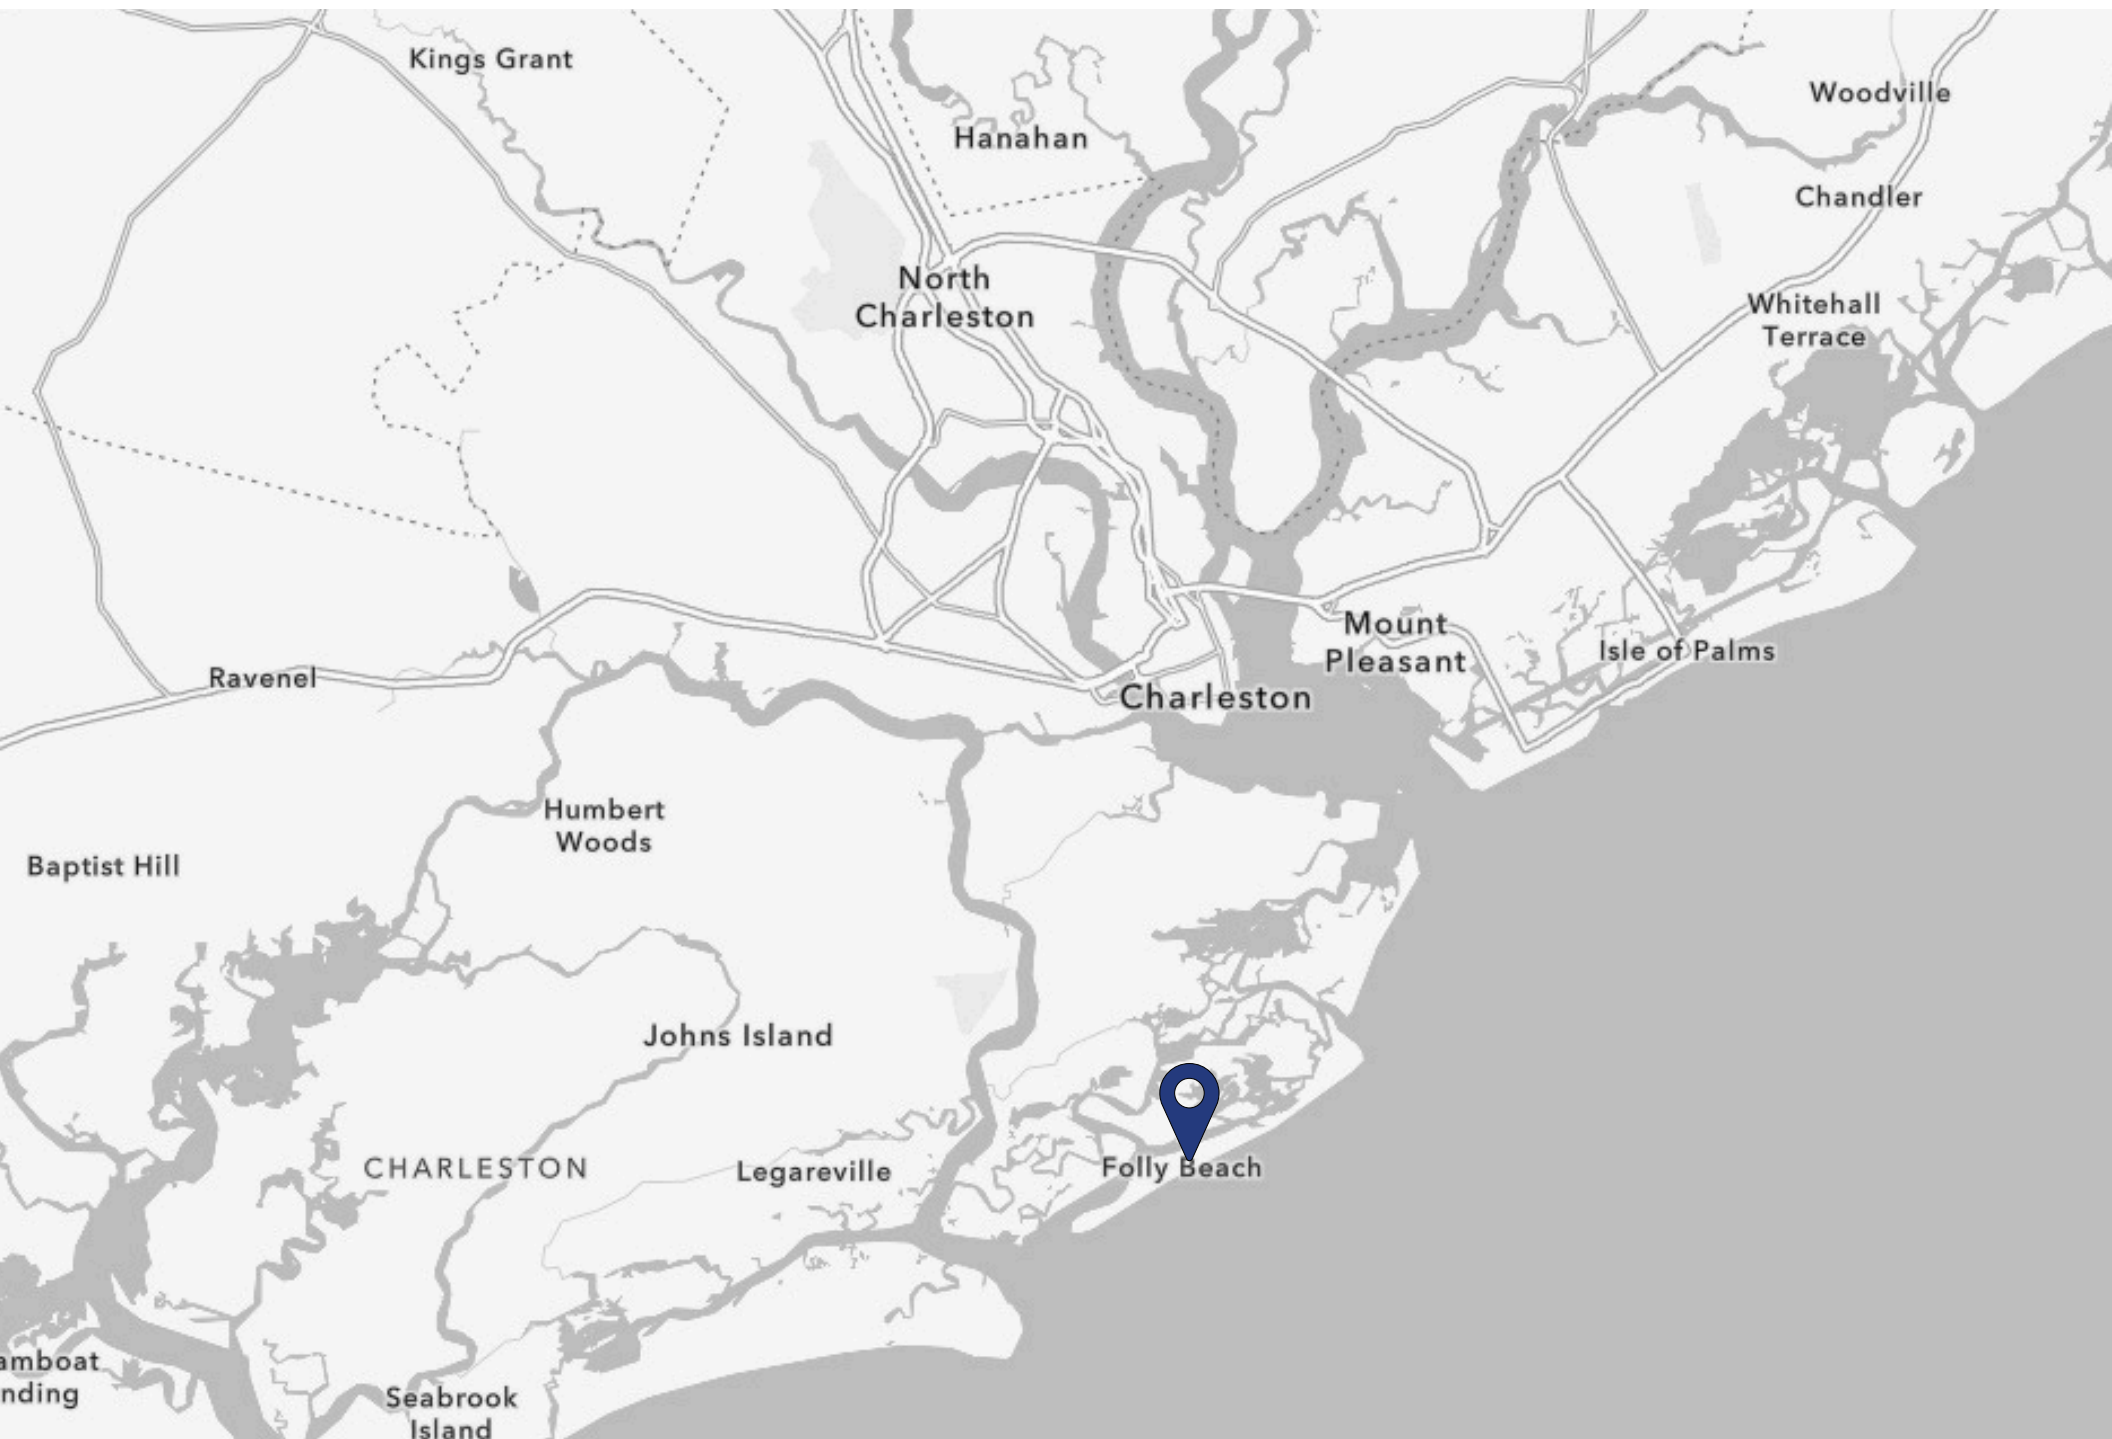 Kings Grant
Woodville
Hanahan
Chandler
North
Charleston
Whitehall
Terrace
Mount
Pleasant
Isle of Palms
Ravenel
Charleston
Humbert
Woods
Baptist Hill
Johns Island
CHARLESTON
Legareville
Folly Beach
amboat
nding
Seabrook
Island